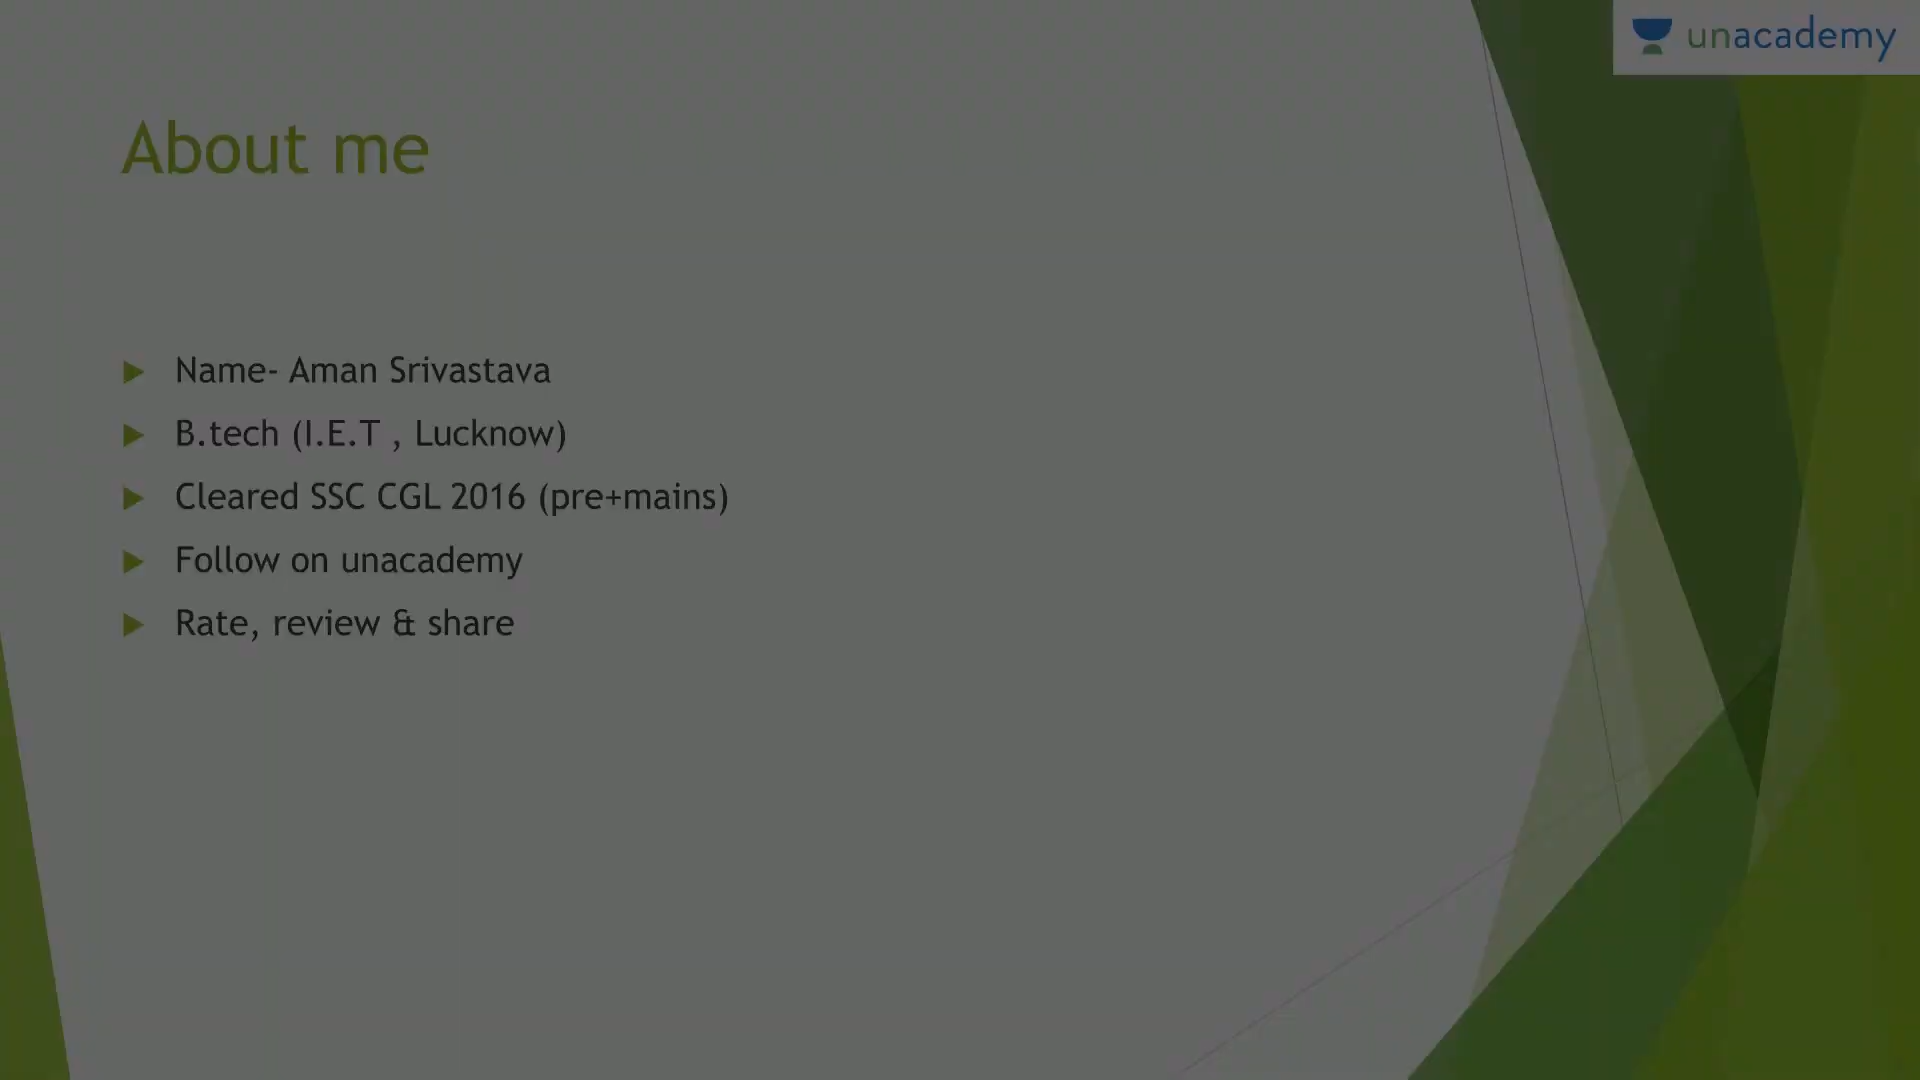 unacademy
About me
Name- Aman Srivastava
B.tech (I.E.T , Lucknow)
Cleared SSC CGL 2016 (pre+mains)
Follow on unacademy
Rate, review & share